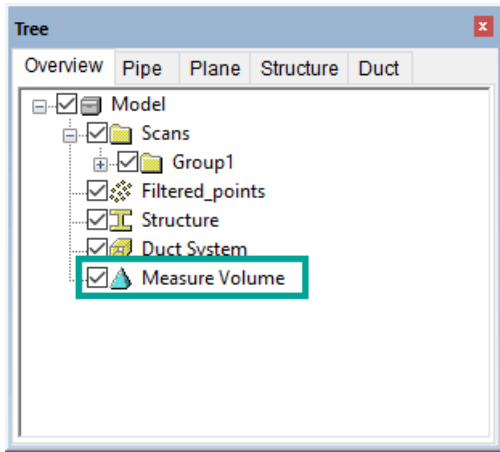 Tree
Overview Pipe Plane Structure Duct
Model
Scans
Group1
Filtered_points
Structure
Duct System
Measure Volume